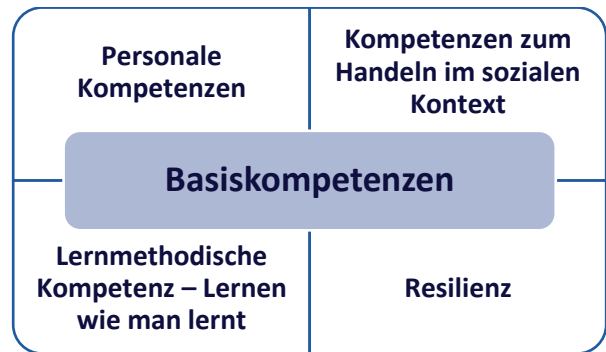 Personale
Kompetenzen
Kompetenzen zum
Handeln im sozialen
Kontext
Basiskompetenzen
Lernmethodische
Kompetenz – Lernen
wie man lernt
Resilienz